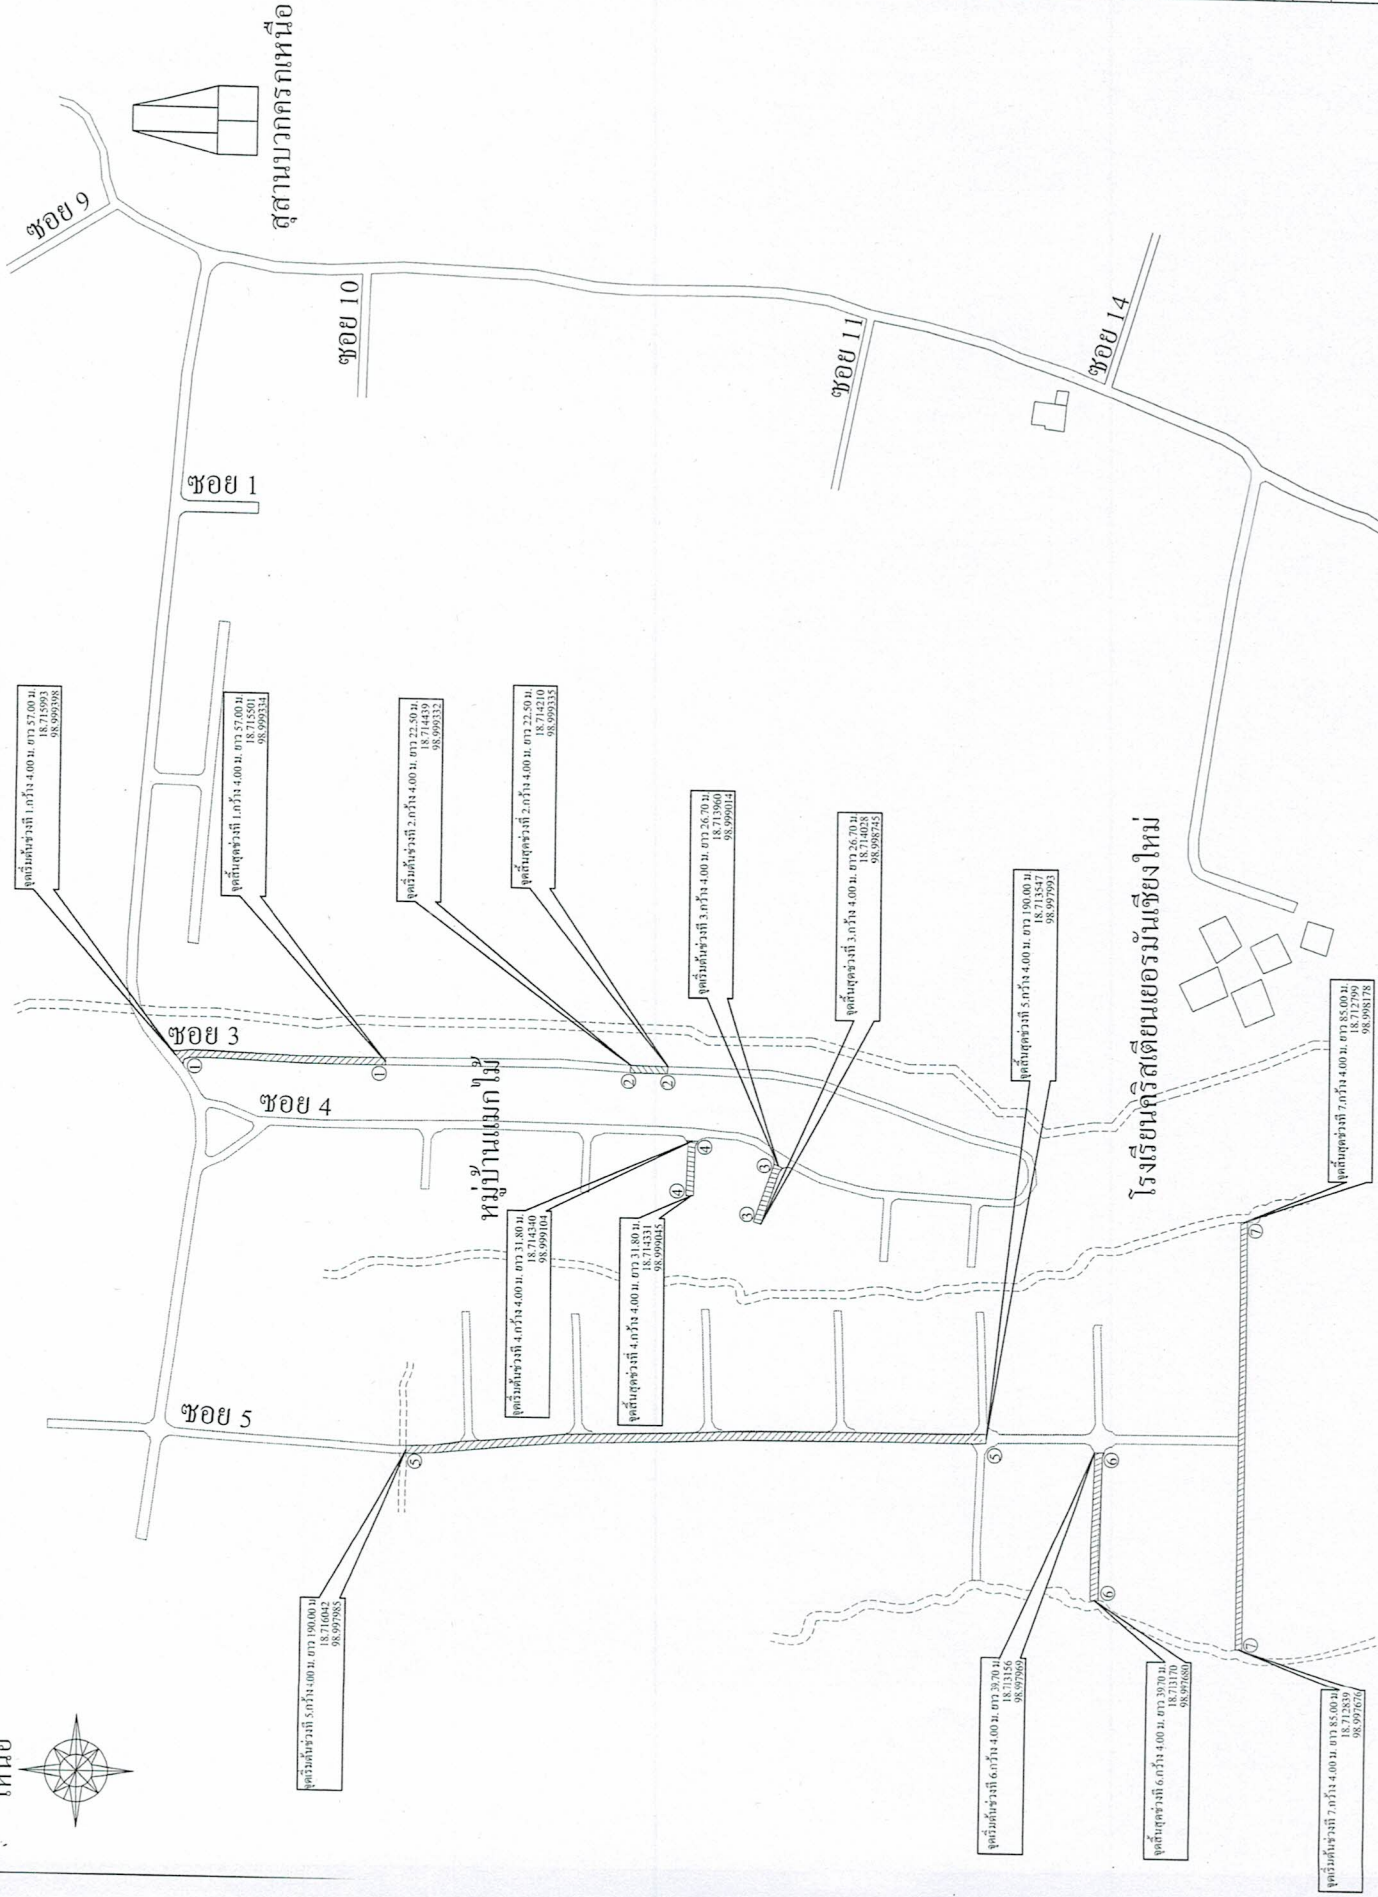 สุสานบวกครกเหนือ
ซอย 9
ซอย 10
ซอย 11
ซอย 14
ซอย 1
จุดเริ่มต้นช่วงที่ 1.กว้าง 4.00 ม. ยาว 57.00 ม.
18.715993
98.999398
จุดสิ้นสุดช่วงที่ 1.กว้าง 4.00 ม. ยาว 57.00 ม.
18.715501
98.999334
จุดเริ่มต้นช่วงที่ 2.กว้าง 4.00 ม. ยาว 22.50 ม.
18.714439
98.999332
จุดสิ้นสุดช่วงที่ 2.กว้าง 4.00 ม. ยาว 22.50 ม.
18.714210
98.999335
จุดเริ่มต้นช่วงที่ 3.กว้าง 4.00 ม. ยาว 26.70 ม.
18.713960
98.999014
จุดสิ้นสุดช่วงที่ 3.กว้าง 4.00 ม. ยาว 26.70 ม.
18.714028
98.998745
จุดสิ้นสุดช่วงที่ 5.กว้าง 4.00 ม. ยาว 190.00 ม.
18.713547
98.997993
โรงเรียนคริสเตียนเยอรมันเชียงใหม่
ซอย 3
1
1
2
2
ซอย 4
หมู่บ้านแมกไม้
4
4
3
3
จุดเริ่มต้นช่วงที่ 4.กว้าง 4.00 ม. ยาว 31.80 ม.
18.714340
98.999104
จุดสิ้นสุดช่วงที่ 4.กว้าง 4.00 ม. ยาว 31.80 ม.
18.714331
98.999045
จุดสิ้นสุดช่วงที่ 7.กว้าง 4.00 ม. ยาว 85.00 ม.
18.712799
98.998178
7
ซอย 5
5
5
6
6
7
จุดเริ่มต้นช่วงที่ 5.กว้าง 4.00 ม. ยาว 190.00 ม
18.716042
98.997985
จุดเริ่มต้นช่วงที่ 6.กว้าง 4.00 ม. ยาว 39.70 ม
18.713156
98.997969
จุดสิ้นสุดช่วงที่ 6.กว้าง 4.00 ม. ยาว 39.70 ม.
18.713170
98.997680
จุดเริ่มต้นช่วงที่ 7.กว้าง 4.00 ม. ยาว 85.00 ม
18.712839
98.997676